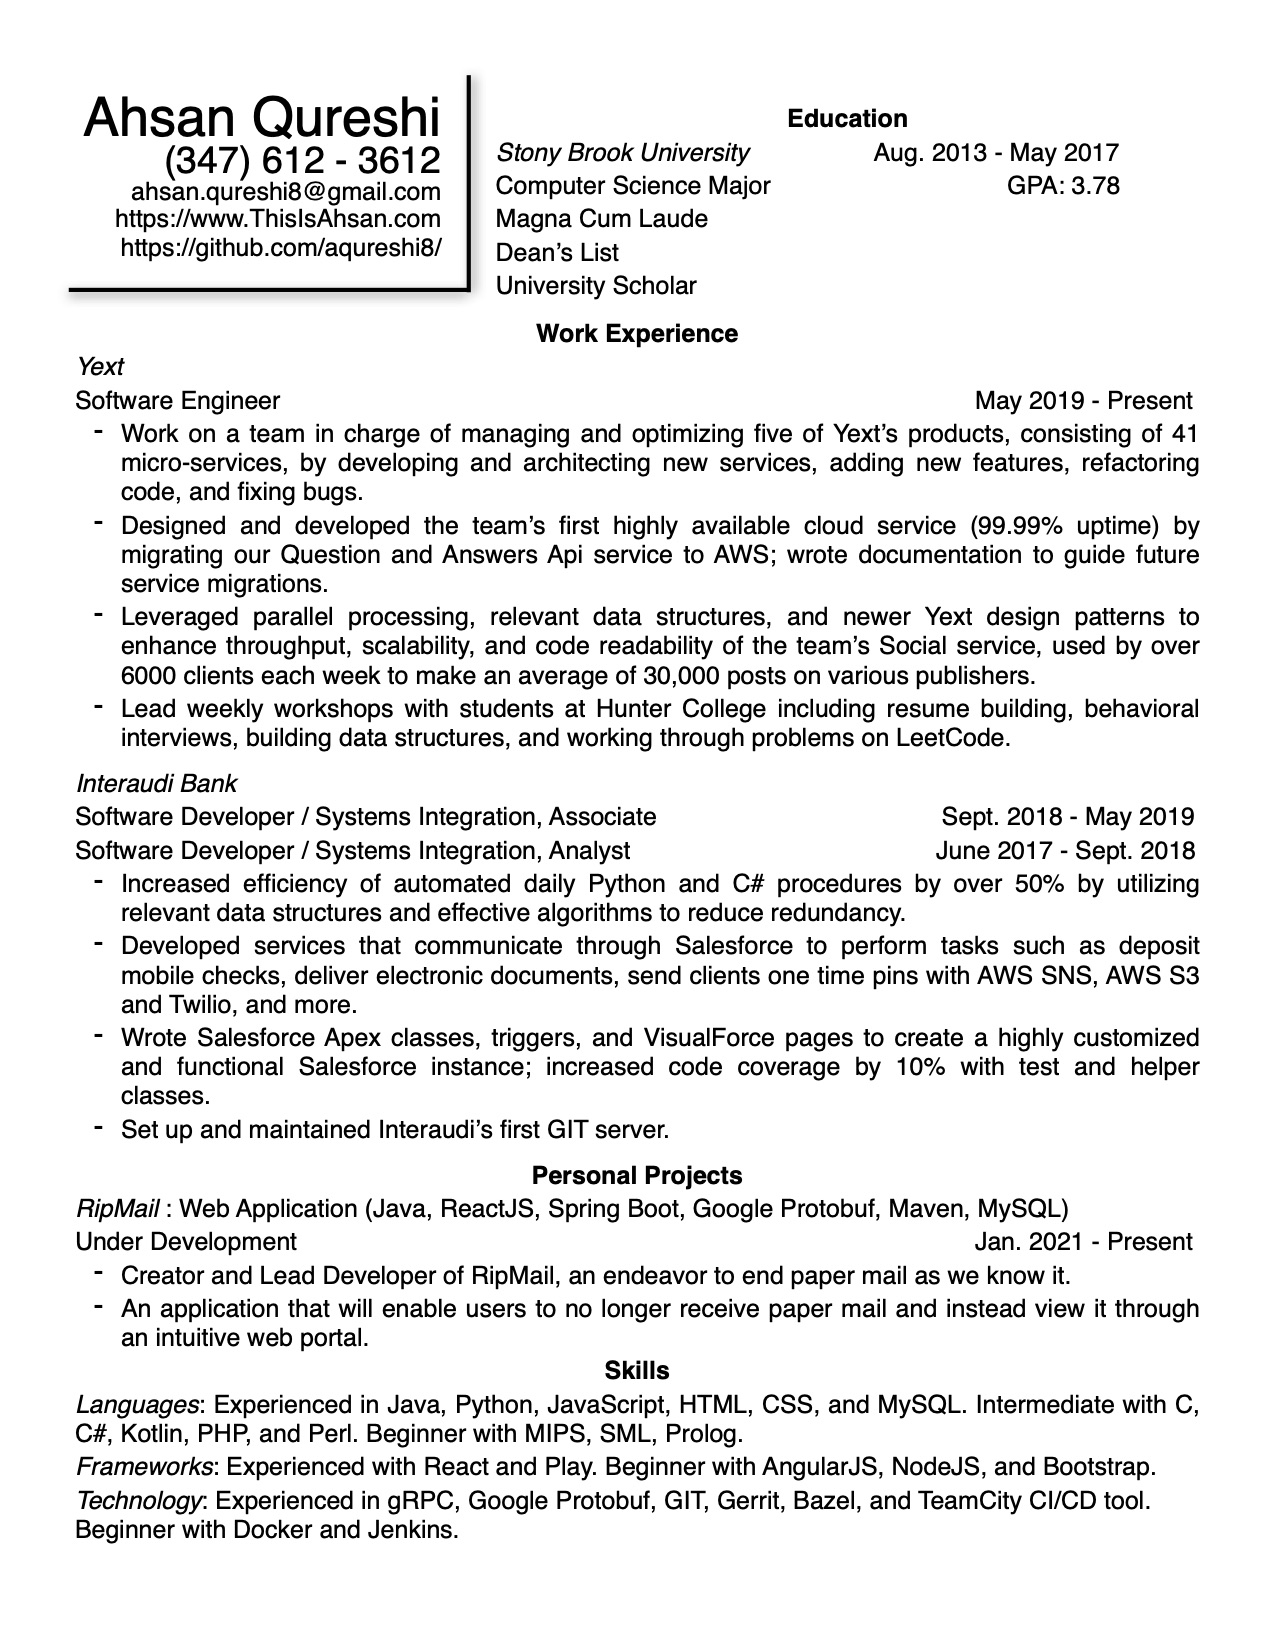 Ahsan Qureshi
(347) 612 - 3612
ahsan.qureshi8@gmail.com
https://www.ThisIsAhsan.com
https://github.com/aqureshi8/
Education
Stony Brook University Aug. 2013 - May 2017
Computer Science Major GPA: 3.78
Magna Cum Laude
Dean’s List
University Scholar
Work Experience
Yext
Software Engineer May 2019 - Present
- Work on a team in charge of managing and optimizing five of Yext’s products, consisting of 41
micro-services, by developing and architecting new services, adding new features, refactoring
code, and fixing bugs.
- Designed and developed the team’s first highly available cloud service (99.99% uptime) by
migrating our Question and Answers Api service to AWS; wrote documentation to guide future
service migrations.
- Leveraged parallel processing, relevant data structures, and newer Yext design patterns to
enhance throughput, scalability, and code readability of the team’s Social service, used by over
6000 clients each week to make an average of 30,000 posts on various publishers.
- Lead weekly workshops with students at Hunter College including resume building, behavioral
interviews, building data structures, and working through problems on LeetCode.
Interaudi Bank
Software Developer / Systems Integration, Associate Sept. 2018 - May 2019
Software Developer / Systems Integration, Analyst June 2017 - Sept. 2018
- Increased efficiency of automated daily Python and C# procedures by over 50% by utilizing
relevant data structures and effective algorithms to reduce redundancy.
- Developed services that communicate through Salesforce to perform tasks such as deposit
mobile checks, deliver electronic documents, send clients one time pins with AWS SNS, AWS S3
and Twilio, and more.
- Wrote Salesforce Apex classes, triggers, and VisualForce pages to create a highly customized
and functional Salesforce instance; increased code coverage by 10% with test and helper
classes.
- Set up and maintained Interaudi’s first GIT server.
Personal Projects
RipMail : Web Application (Java, ReactJS, Spring Boot, Google Protobuf, Maven, MySQL)
Under Development Jan. 2021 - Present
- Creator and Lead Developer of RipMail, an endeavor to end paper mail as we know it.
- An application that will enable users to no longer receive paper mail and instead view it through
an intuitive web portal.
Skills
Languages: Experienced in Java, Python, JavaScript, HTML, CSS, and MySQL. Intermediate with C,
C#, Kotlin, PHP, and Perl. Beginner with MIPS, SML, Prolog.
Frameworks: Experienced with React and Play. Beginner with AngularJS, NodeJS, and Bootstrap.
Technology: Experienced in gRPC, Google Protobuf, GIT, Gerrit, Bazel, and TeamCity CI/CD tool.
Beginner with Docker and Jenkins.